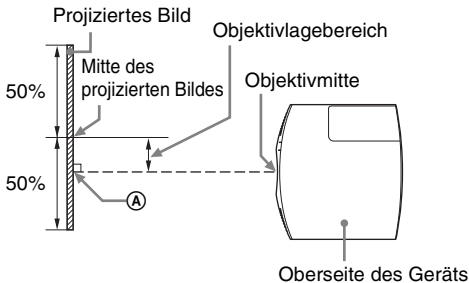 Projiziertes Bild
Objektivlagebereich
Mitte des
projizierten Bildes
Objektivmitte
50%
50%
A
Oberseite des Geräts